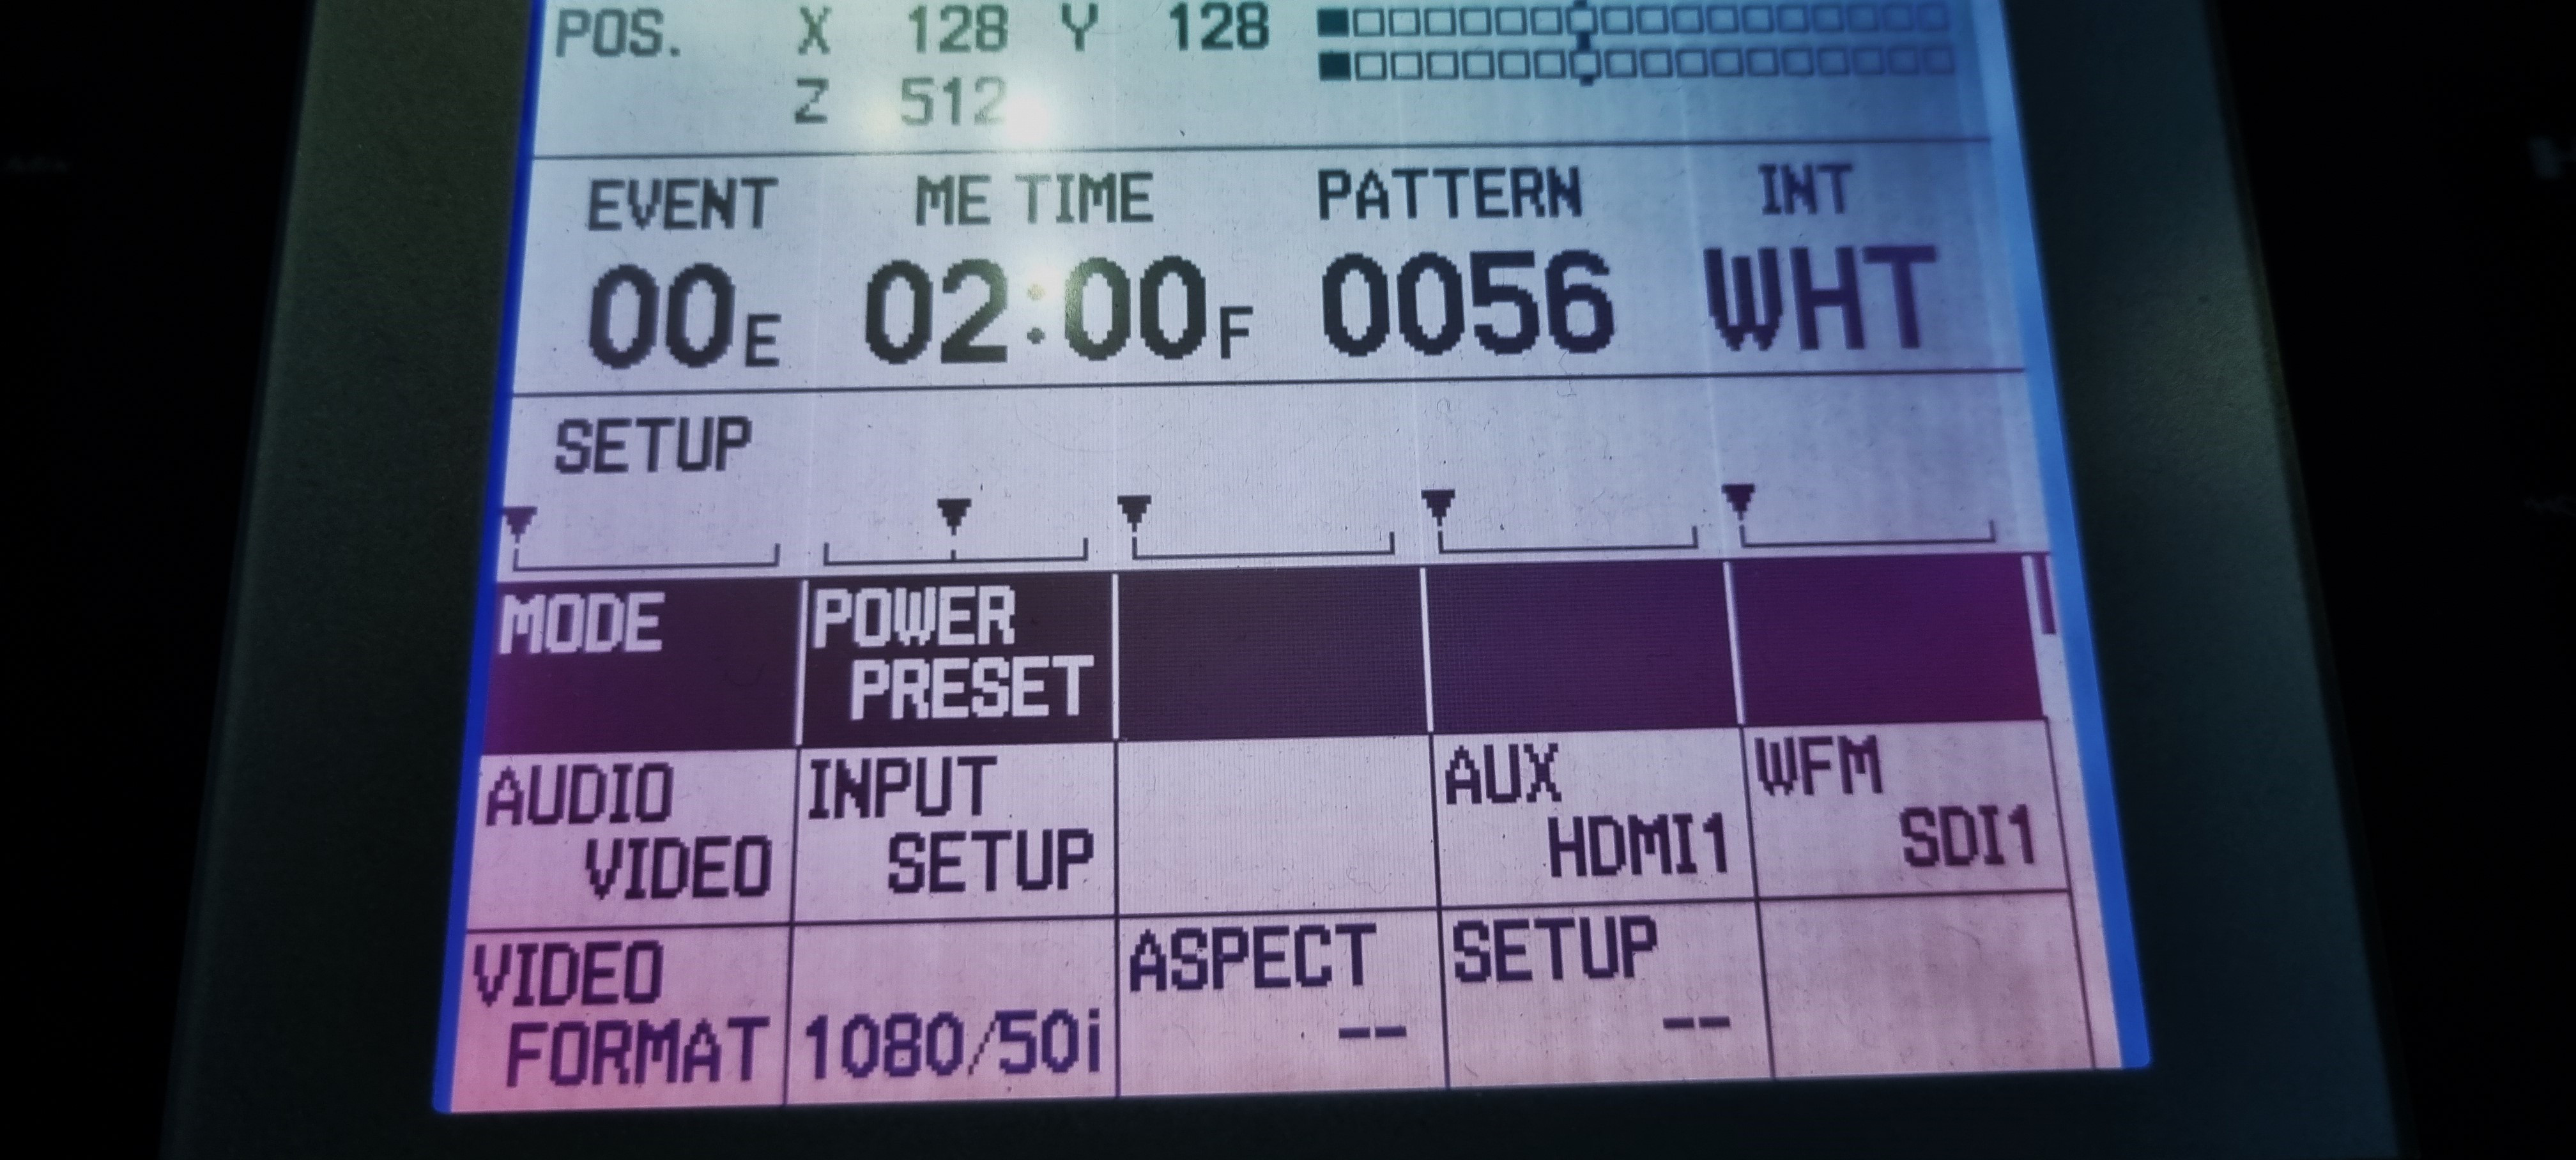 POS. X 128 Y 128
Z 512
EVENT ME TIME PATTERN INT
00E 02:00F 0056 WHT
SETUP
MODE POWER
PRESET
AUDIO INPUT AUX WFM
VIDEO SETUP HDMI1 SDI1
VIDEO ASPECT SETUP
FORMAT 1080/50i -- --